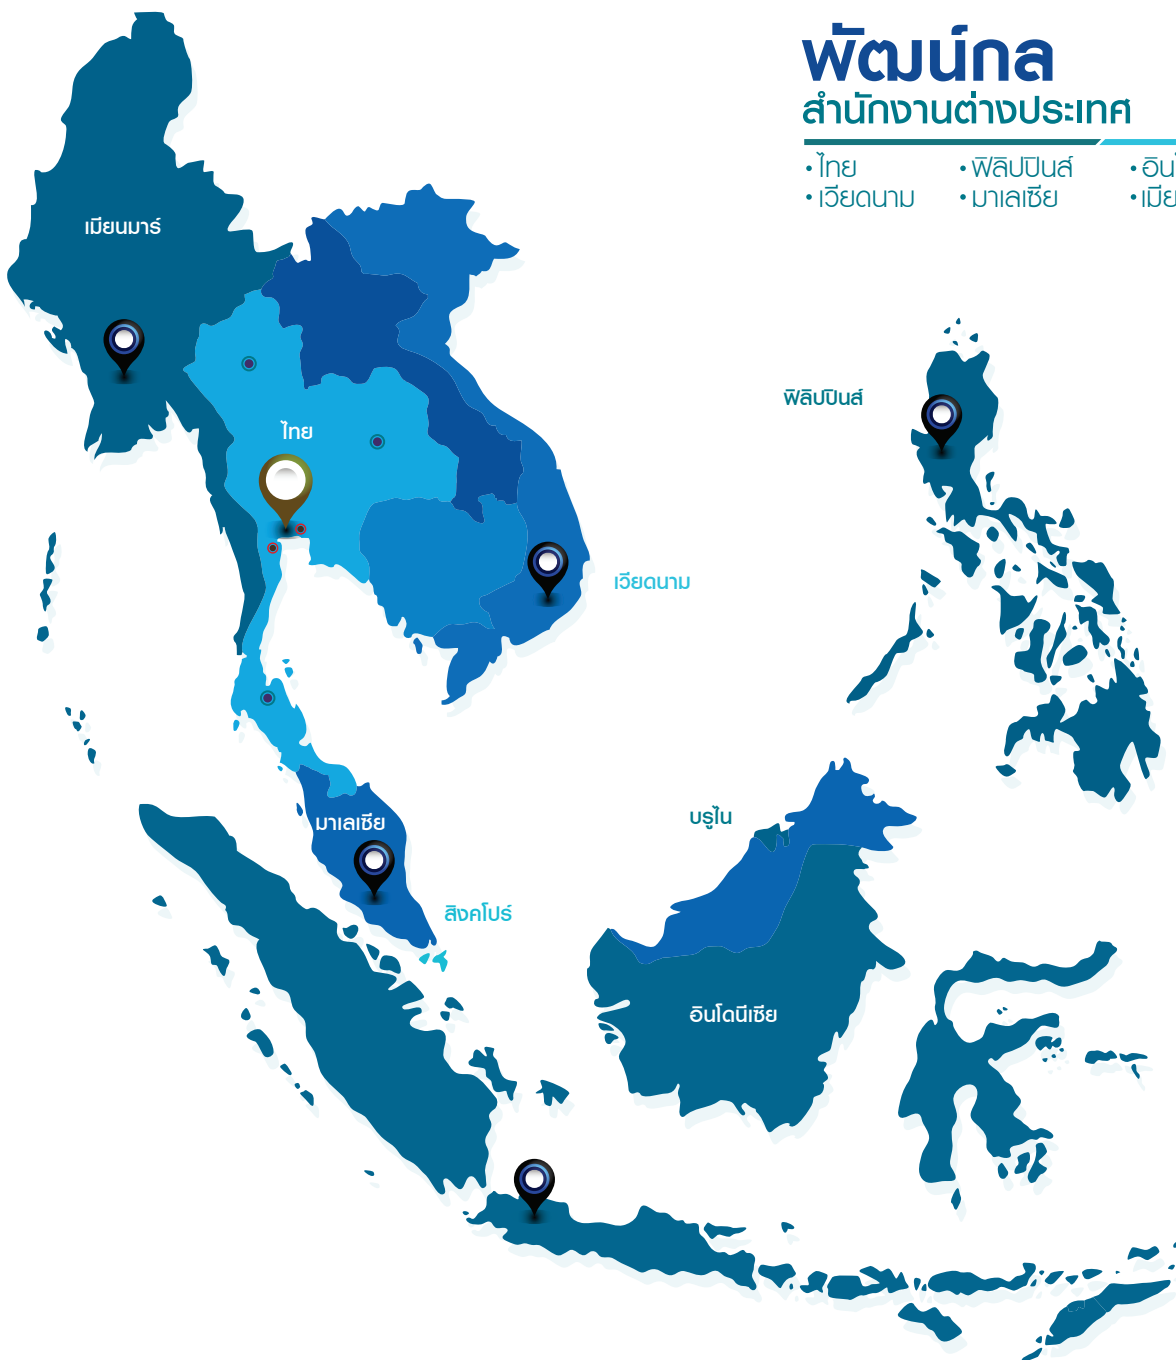 พัฒน์กล
สำนักงานต่างประเทศ
• ไทย • ฟิลิปปินส์
• เวียดนาม • มาเลเซีย
เมียนมาร์
ฟิลิปปินส์
ไทย
เวียดนาม
บรูไน
มาเลเซีย
สิงคโปร์
อินโดนีเซีย